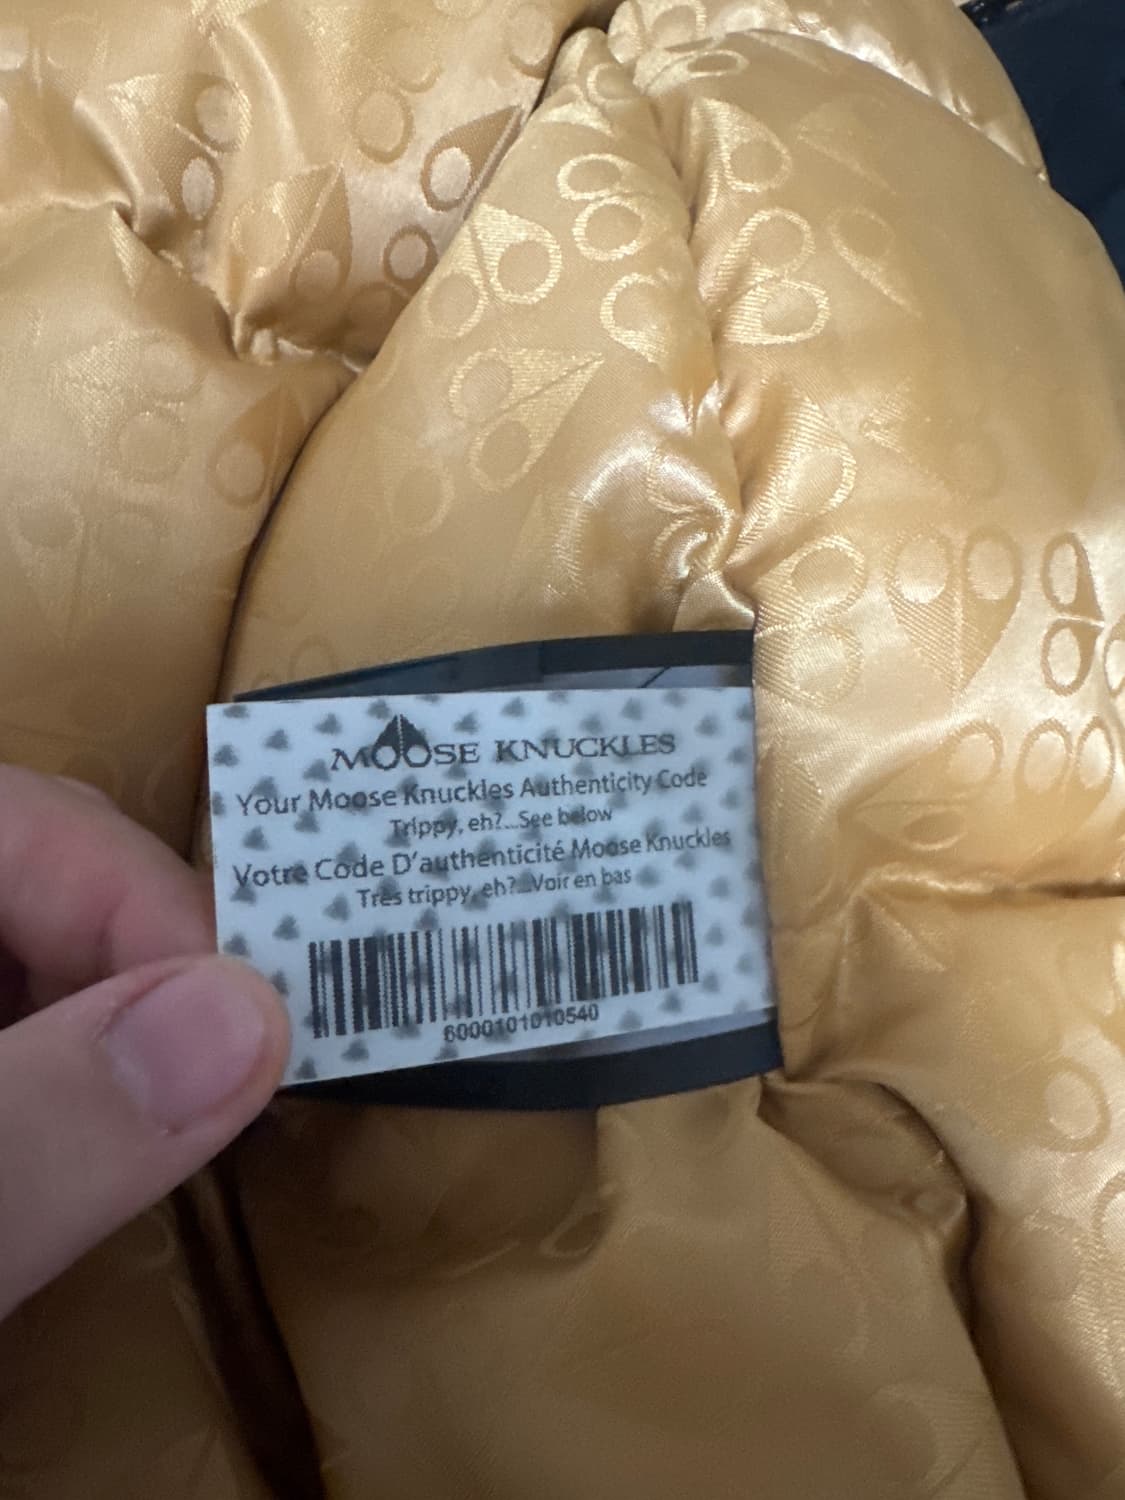 MOOSE KNUCKLES
Your Moose Knuckles Authenticity Code
Trippy, eh?...See below
Votre Code D'authenticité Moose Knuckles
Très trippy, eh?...Voir en bas
6000101010540